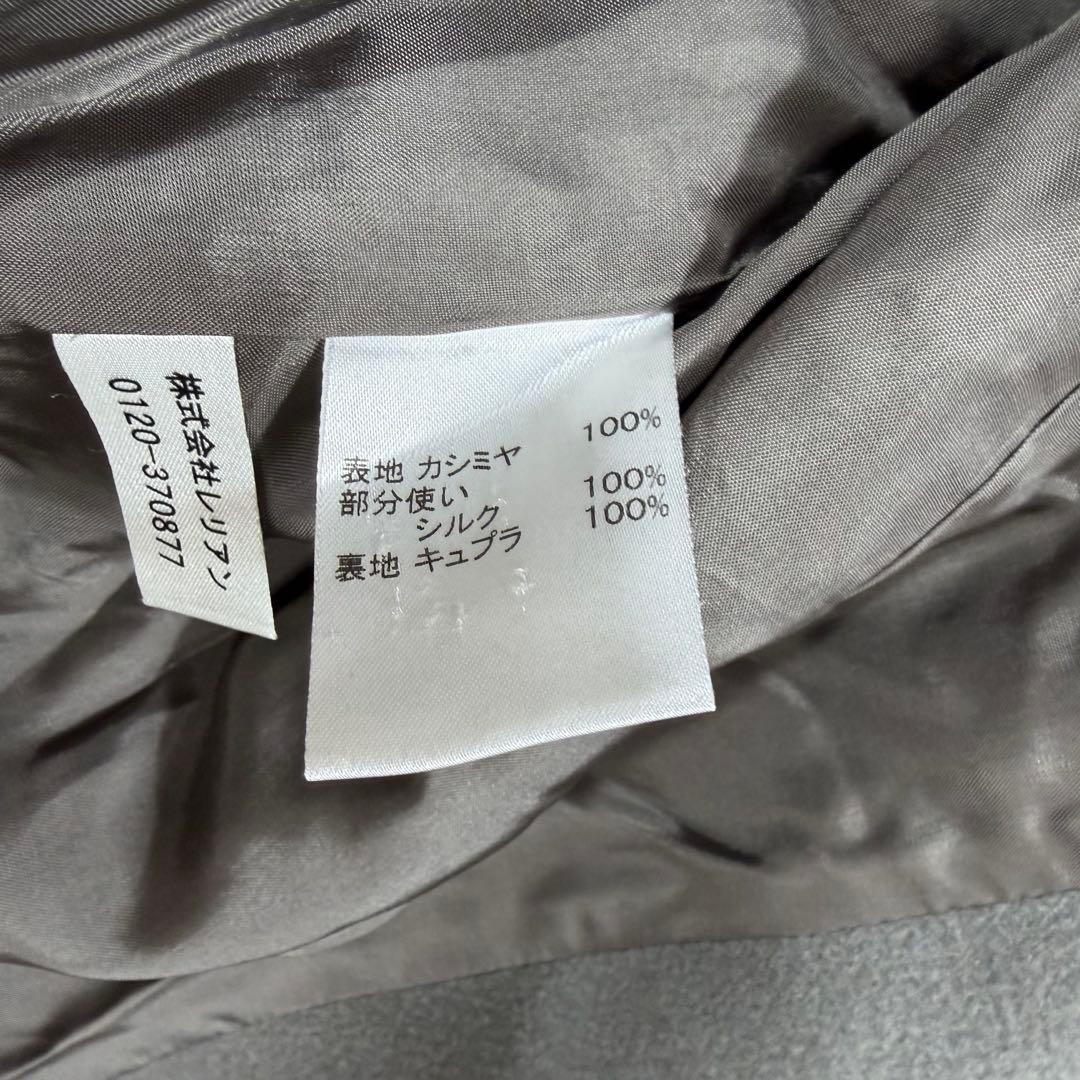 株式会社レリアン
0120-370877
表地 カシミヤ 100%
部分使い
シルク 100%
裏地 キュプラ 100%